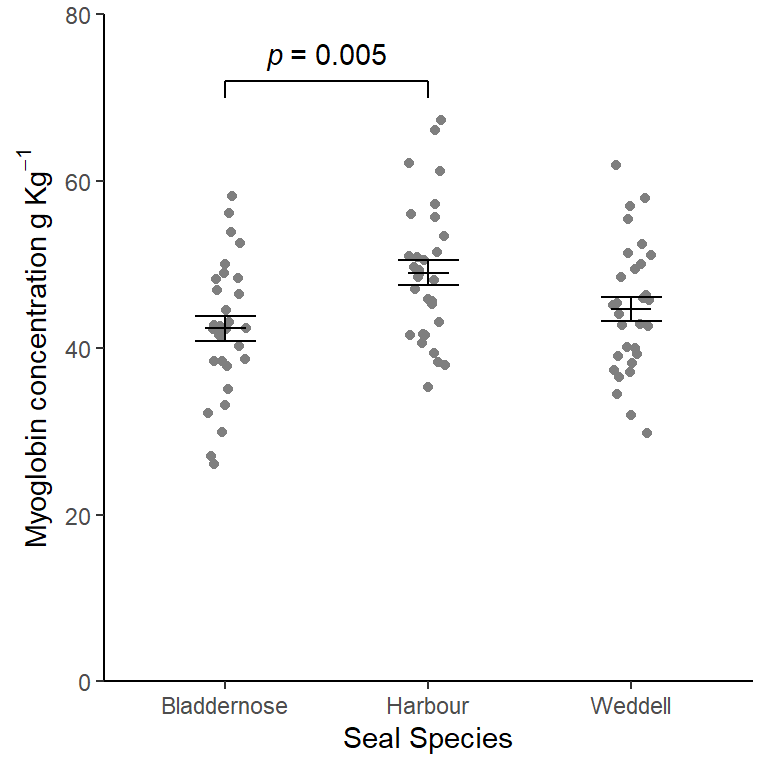 80
p = 0.005
60
40
20
0
Myoglobin concentration g Kg⁻¹
Bladdernose Harbour Weddell
Seal Species